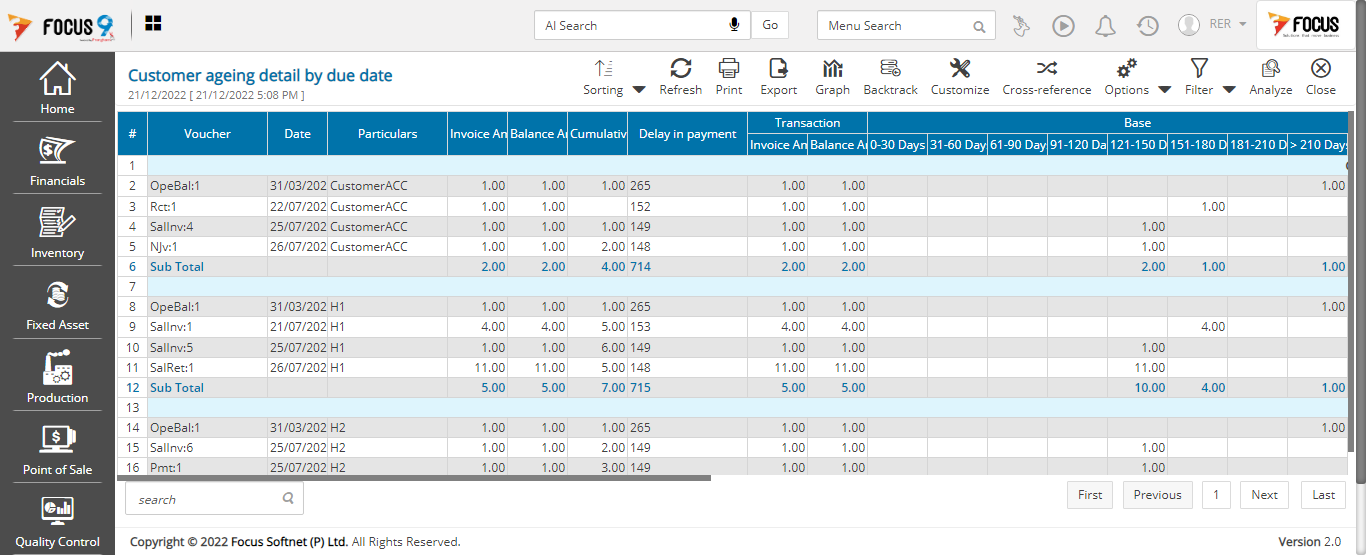 FOCUS 9 AI Search Go Menu Search RER FOCUS
Customer ageing detail by due date
21/12/2022 [ 21/12/2022 5:08 PM ]
Sorting Refresh Print Export Graph Backtrack Customize Cross-reference Options Filter Analyze Close
Home
Financials
Inventory
Fixed Asset
Production
Point of Sale
Quality Control
# Voucher Date Particulars Invoice An Balance An Cumulativ Delay in payment Transaction Base
Invoice An Balance An 0-30 Days 31-60 Day 61-90 Day 91-120 Da 121-150 D 151-180 D 181-210 D > 210 Days
1
2 OpeBal:1 31/03/202 CustomerACC 1.00 1.00 1.00 265 1.00 1.00 1.00
3 Rct:1 22/07/202 CustomerACC 1.00 1.00 152 1.00 1.00 1.00
4 SalInv:4 25/07/202 CustomerACC 1.00 1.00 1.00 149 1.00 1.00 1.00
5 NJv:1 26/07/202 CustomerACC 1.00 1.00 2.00 148 1.00 1.00 1.00
6 Sub Total 2.00 2.00 4.00 714 2.00 2.00 2.00 1.00 1.00
7
8 OpeBal:1 31/03/202 H1 1.00 1.00 1.00 265 1.00 1.00 1.00
9 SalInv:1 21/07/202 H1 4.00 4.00 5.00 153 4.00 4.00 4.00
10 SalInv:5 25/07/202 H1 1.00 1.00 6.00 149 1.00 1.00 1.00
11 SalRet:1 26/07/202 H1 11.00 11.00 5.00 148 11.00 11.00 11.00
12 Sub Total 5.00 5.00 7.00 715 5.00 5.00 10.00 4.00 1.00
13
14 OpeBal:1 31/03/202 H2 1.00 1.00 1.00 265 1.00 1.00 1.00
15 SalInv:6 25/07/202 H2 1.00 1.00 2.00 149 1.00 1.00 1.00
16 Pmt:1 25/07/202 H2 1.00 1.00 3.00 149 1.00 1.00 1.00
search First Previous 1 Next Last
Copyright © 2022 Focus Softnet (P) Ltd. All Rights Reserved. Version 2.0